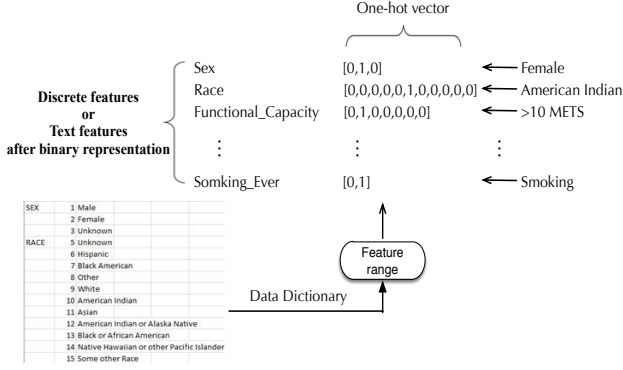 One-hot vector
Sex [0,1,0] Female
Race [0,0,0,0,0,1,0,0,0,0,0] American Indian
Functional_Capacity [0,1,0,0,0,0,0] >10 METS
Somking_Ever [0,1] Smoking
Discrete features
or
Text features
after binary representation
SEX 1 Male
2 Female
3 Unknown
RACE 5 Unknown
6 Hispanic
7 Black American
8 Other
9 White
10 American Indian
11 Asian
12 American Indian or Alaska Native
13 Black or African American
14 Native Hawaiian or other Pacific Islander
15 Some other Race
Data Dictionary
Feature
range